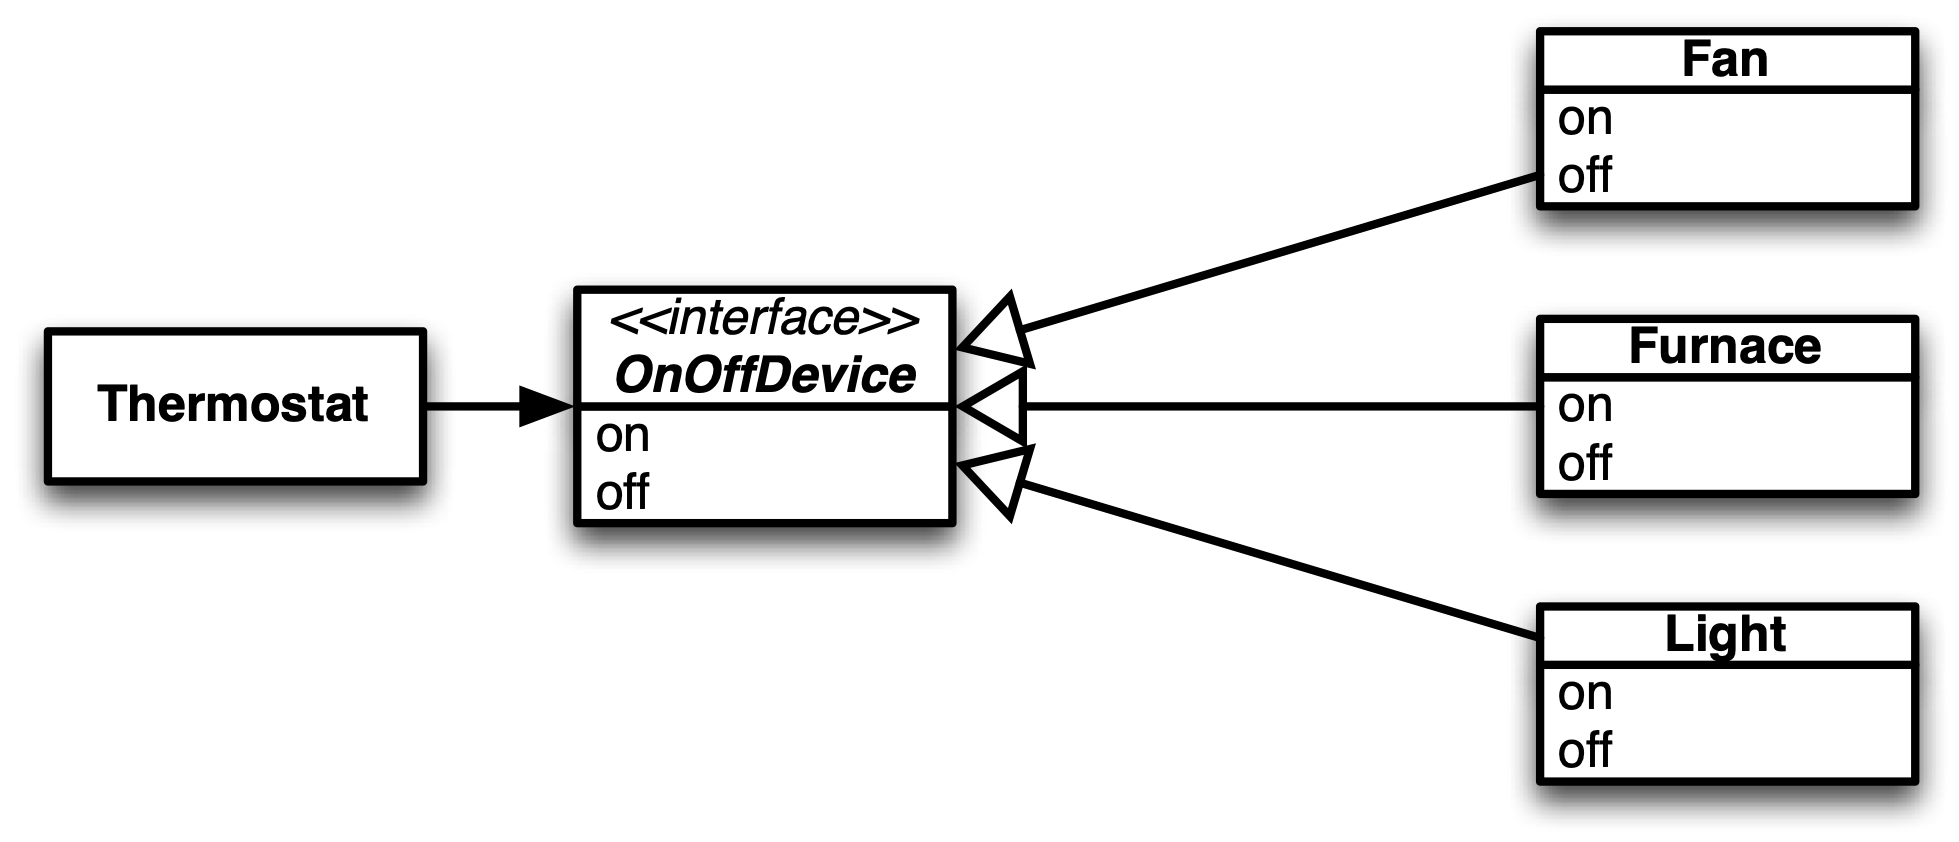 Thermostat
<<interface>>
OnOffDevice
on
off
Fan
on
off
Furnace
on
off
Light
on
off